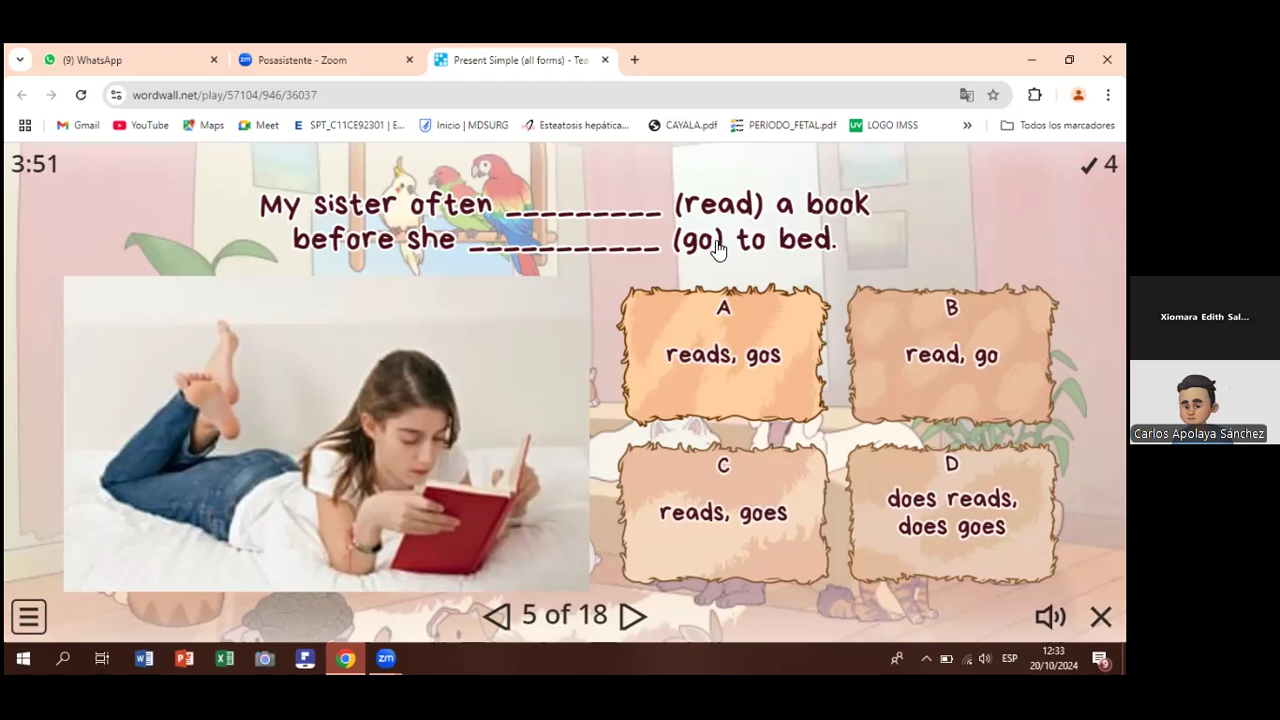 (9) WhatsApp
Posasistente - Zoom
Present Simple (all forms) - Tea
wordwall.net/play/57104/946/36037
Gmail
YouTube
Maps
Meet
SPT_C11CE92301 | E...
Inicio | MDSURG
Esteatosis hepática...
CAYALA.pdf
PERIODO_FETAL.pdf
LOGO IMSS
»
Todos los marcadores
3:51
4
My sister often _________ (read) a book
before she ___________ (go) to bed.
A
reads, gos
B
read, go
C
reads, goes
D
does reads,
does goes
5 of 18
Xiomara Edith Sal...
Carlos Apolaya Sánchez
ESP
12:33
20/10/2024